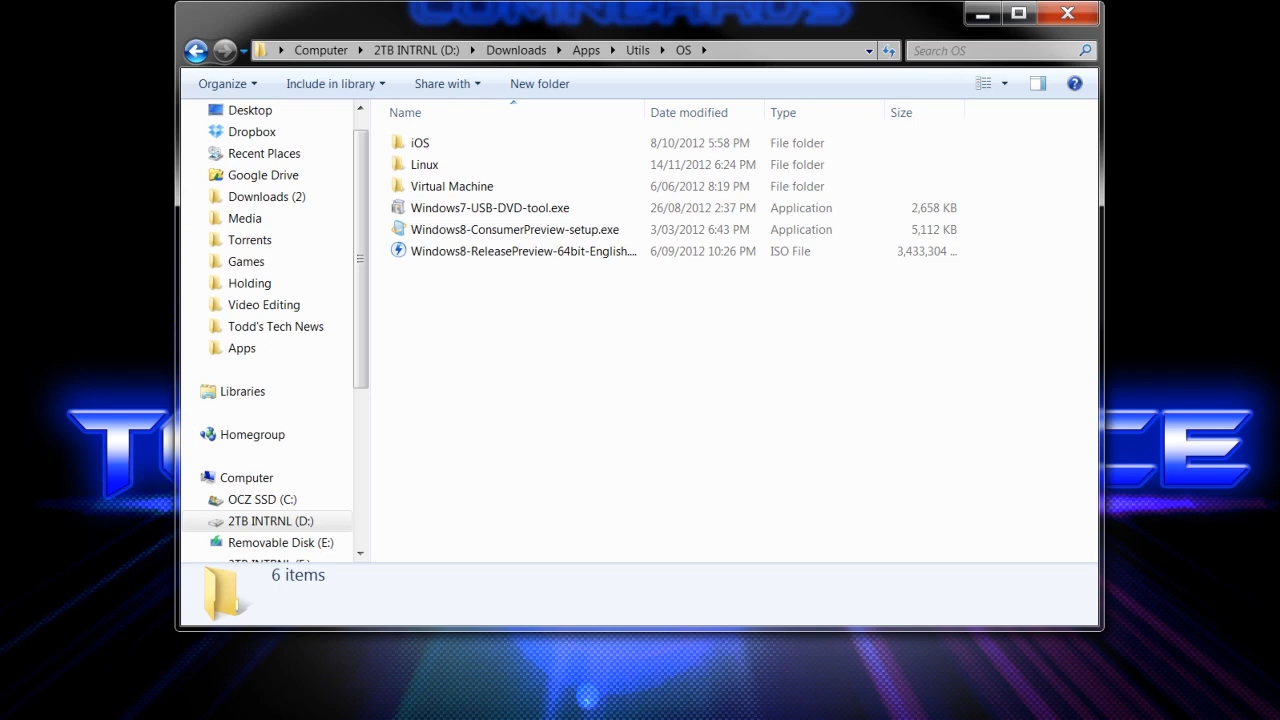 Computer 2TB INTRNL (D:) Downloads Apps Utils OS Search OS
Organize Include in library Share with New folder
Name Date modified Type Size
Desktop
Dropbox
Recent Places
Google Drive
Downloads (2)
Media
Torrents
Games
Holding
Video Editing
Todd's Tech News
Apps
Libraries
Homegroup
Computer
OCZ SSD (C:)
2TB INTRNL (D:)
Removable Disk (E:)
iOS 8/10/2012 5:58 PM File folder
Linux 14/11/2012 6:24 PM File folder
Virtual Machine 6/06/2012 8:19 PM File folder
Windows7-USB-DVD-tool.exe 26/08/2012 2:37 PM Application 2,658 KB
Windows8-ConsumerPreview-setup.exe 3/03/2012 6:43 PM Application 5,112 KB
Windows8-ReleasePreview-64bit-English.... 6/09/2012 10:26 PM ISO File 3,433,304 ...
6 items